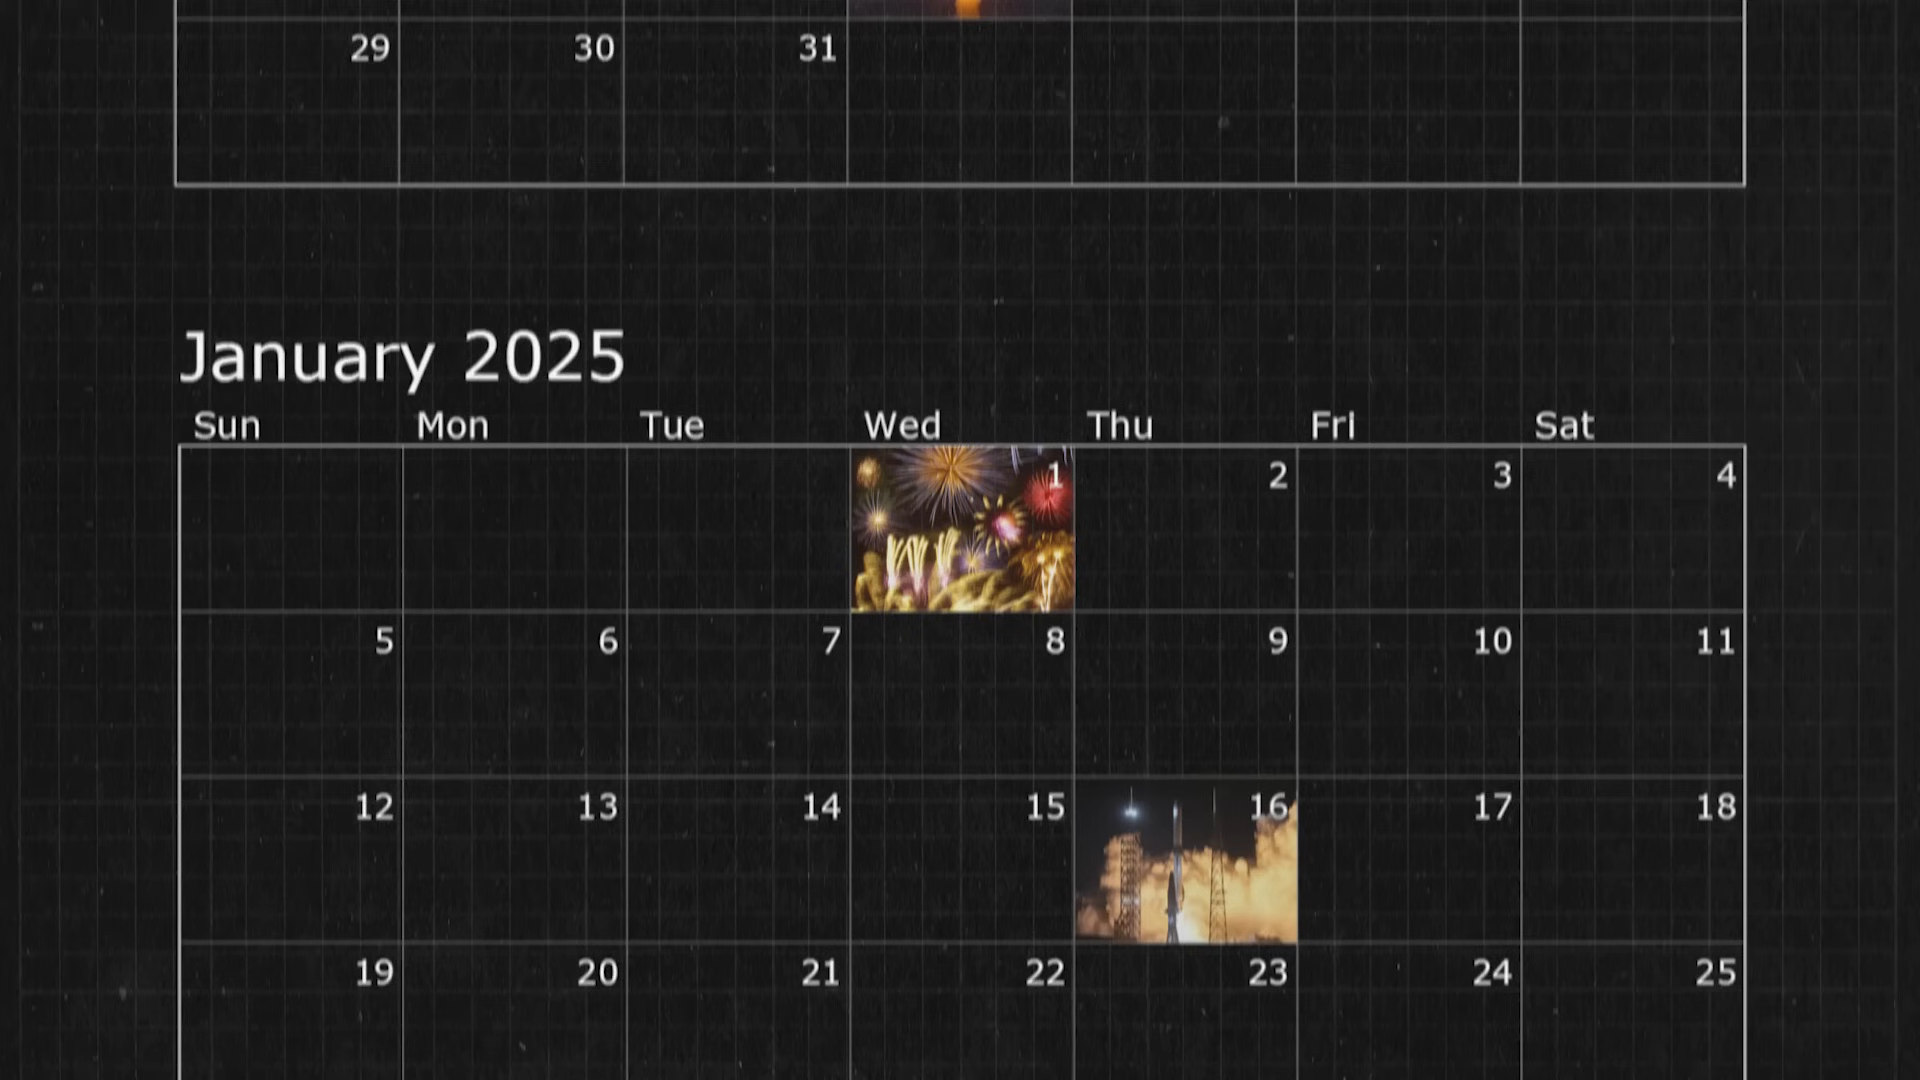 29 30 31
January 2025
Sun Mon Tue Wed Thu Fri Sat
1 2 3 4
5 6 7 8 9 10 11
12 13 14 15 16 17 18
19 20 21 22 23 24 25